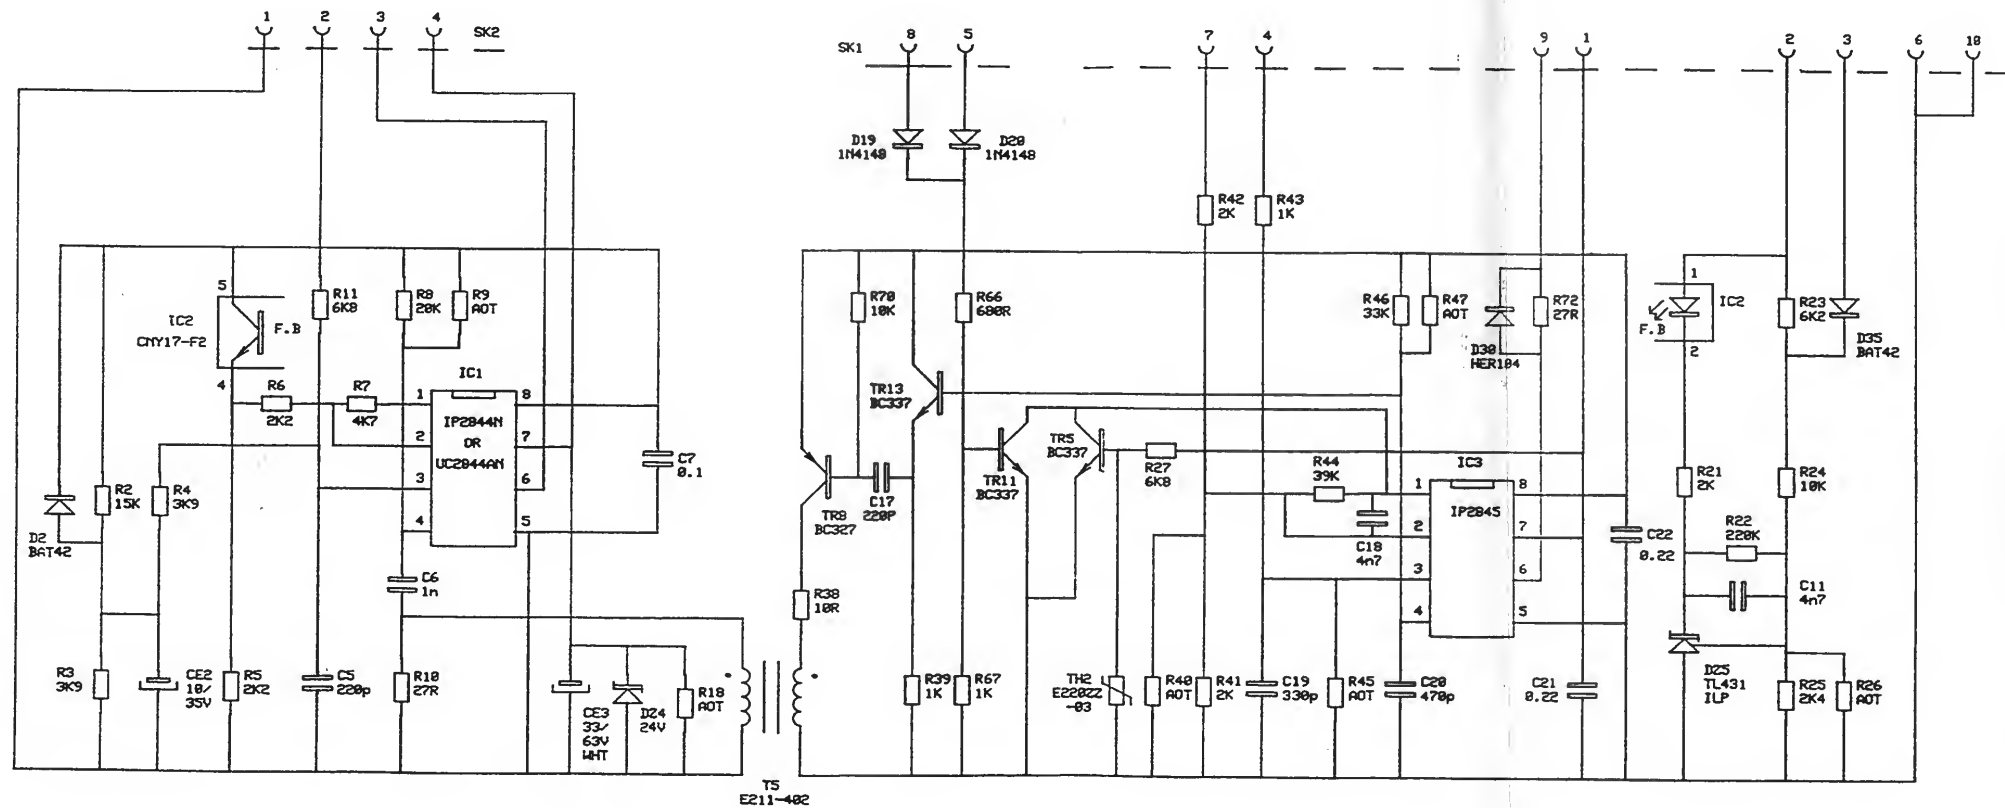 1 2 3 4 SK2
SK1 8 5 7 4 9 1 2 3 6 10
D19
1N4148
D20
1N4148
R42
2K
R43
1K
5
IC2
CNY17-F2
F.B
4
R11
6K8
R8
20K
R9
AOT
R70
10K
R66
680R
R46
33K
R47
AOT
D30
HER104
R72
27R
1
IC2
F.B
2
R23
6K2
D35
BAT42
R6
2K2
R7
4K7
IC1
1
2
3
4
8
7
6
5
IP2844N
OR
UC2844AN
C7
0.1
TR13
BC337
TR5
BC337
TR11
BC337
R27
6K8
R44
39K
IC3
1
2
3
4
8
7
6
5
IP2845
C18
4n7
C22
0.22
R21
2K
R24
10K
R22
220K
C11
4n7
D2
BAT42
R2
15K
R4
3K9
TR8
BC327
C17
220P
C6
1n
R38
10R
R3
3K9
CE2
10/
35V
R5
2K2
C5
220p
R10
27R
CE3
33/
63V
WHT
DZ4
24V
R18
AOT
T5
E211-402
R39
1K
R67
1K
TH2
E220ZZ
-03
R40
AOT
R41
2K
C19
330p
R45
AOT
C20
470p
C21
0.22
DZ5
TL431
ILP
R25
2K4
R26
AOT